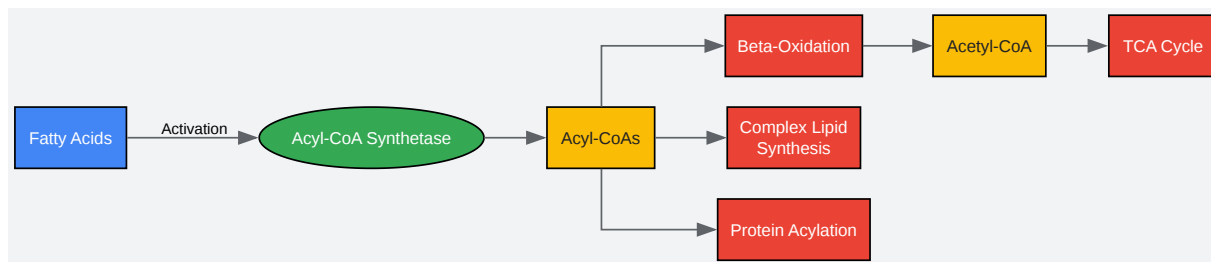 Beta-Oxidation
Acetyl-CoA
TCA Cycle
Fatty Acids
Activation
Acyl-CoA Synthetase
Acyl-CoAs
Complex Lipid
Synthesis
Protein Acylation